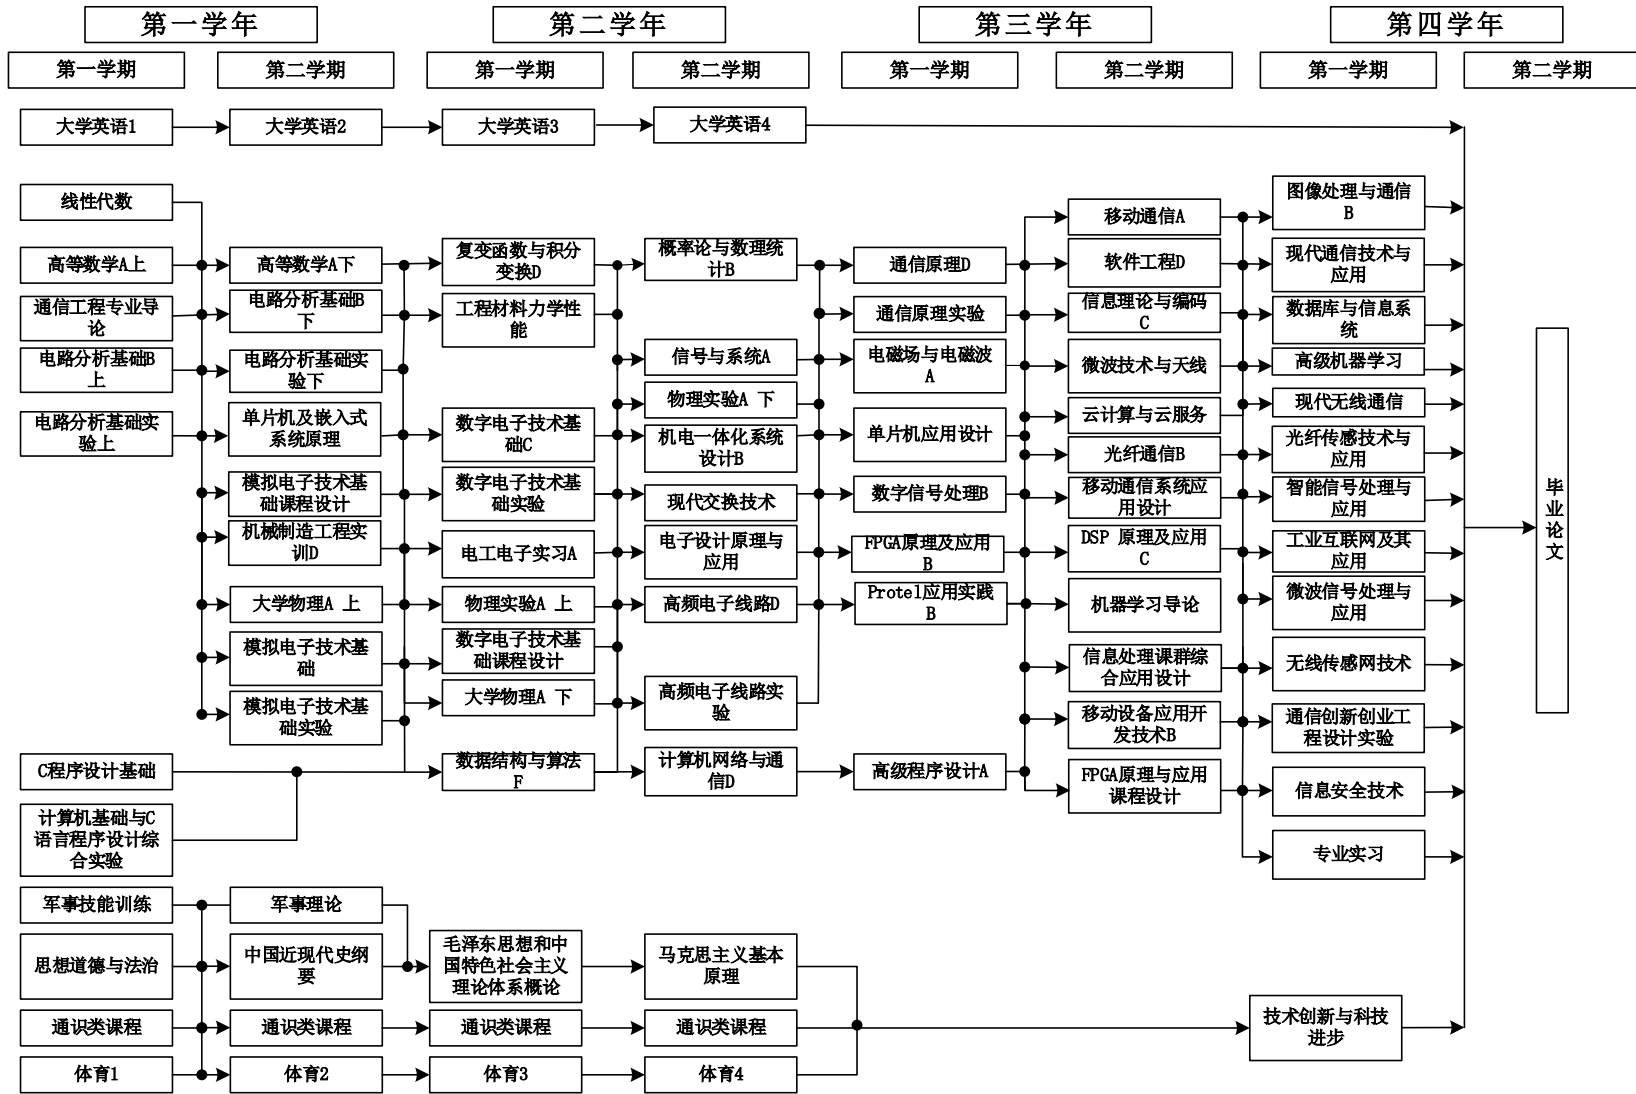 第一学年
第二学年
第三学年
第四学年
第一学期
第二学期
第一学期
第二学期
第一学期
第二学期
第一学期
第二学期
大学英语1
大学英语2
大学英语3
大学英语4
线性代数
高等数学A上
通信工程专业导
论
电路分析基础B
上
电路分析基础实
验上
C程序设计基础
计算机基础与C
语言程序设计综
合实验
军事技能训练
思想道德与法治
通识类课程
体育1
高等数学A下
电路分析基础B
下
电路分析基础实
验下
单片机及嵌入式
系统原理
模拟电子技术基
础课程设计
机械制造工程实
训D
大学物理A 上
模拟电子技术基
础
模拟电子技术基
础实验
军事理论
中国近现代史纲
要
通识类课程
体育2
复变函数与积分
变换D
工程材料力学性
能
数字电子技术基
础C
数字电子技术基
础实验
电工电子实习A
物理实验A 上
数字电子技术基
础课程设计
大学物理A 下
数据结构与算法
F
毛泽东思想和中
国特色社会主义
理论体系概论
通识类课程
体育3
概率论与数理统
计B
信号与系统A
物理实验A 下
机电一体化系统
设计B
现代交换技术
电子设计原理与
应用
高频电子线路D
高频电子线路实
验
计算机网络与通
信D
马克思主义基本
原理
通识类课程
体育4
通信原理D
通信原理实验
电磁场与电磁波
A
单片机应用设计
数字信号处理B
FPGA原理及应用
B
Protel应用实践
B
高级程序设计A
移动通信A
软件工程D
信息理论与编码
C
微波技术与天线
云计算与云服务
光纤通信B
移动通信系统应
用设计
DSP 原理及应用
C
机器学习导论
信息处理课群综
合应用设计
移动设备应用开
发技术B
FPGA原理与应用
课程设计
图像处理与通信
B
现代通信技术与
应用
数据库与信息系
统
高级机器学习
现代无线通信
光纤传感技术与
应用
智能信号处理与
应用
工业互联网及其
应用
微波信号处理与
应用
无线传感网技术
通信创新创业工
程设计实验
信息安全技术
专业实习
技术创新与科技
进步
毕
业
论
文